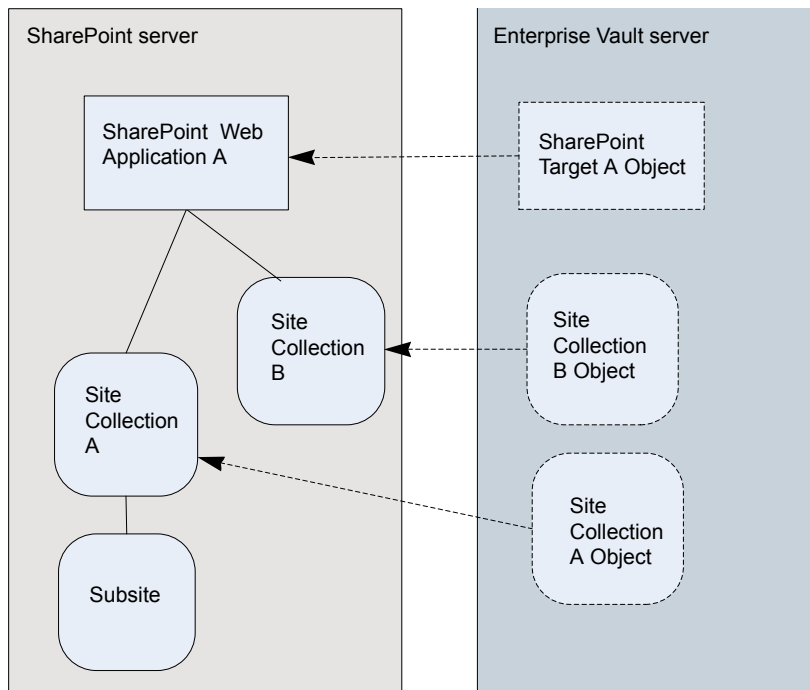 SharePoint server
SharePoint Web
Application A
Site
Collection
B
Site
Collection
A
Subsite
Enterprise Vault server
SharePoint
Target A Object
Site
Collection
B Object
Site
Collection
A Object